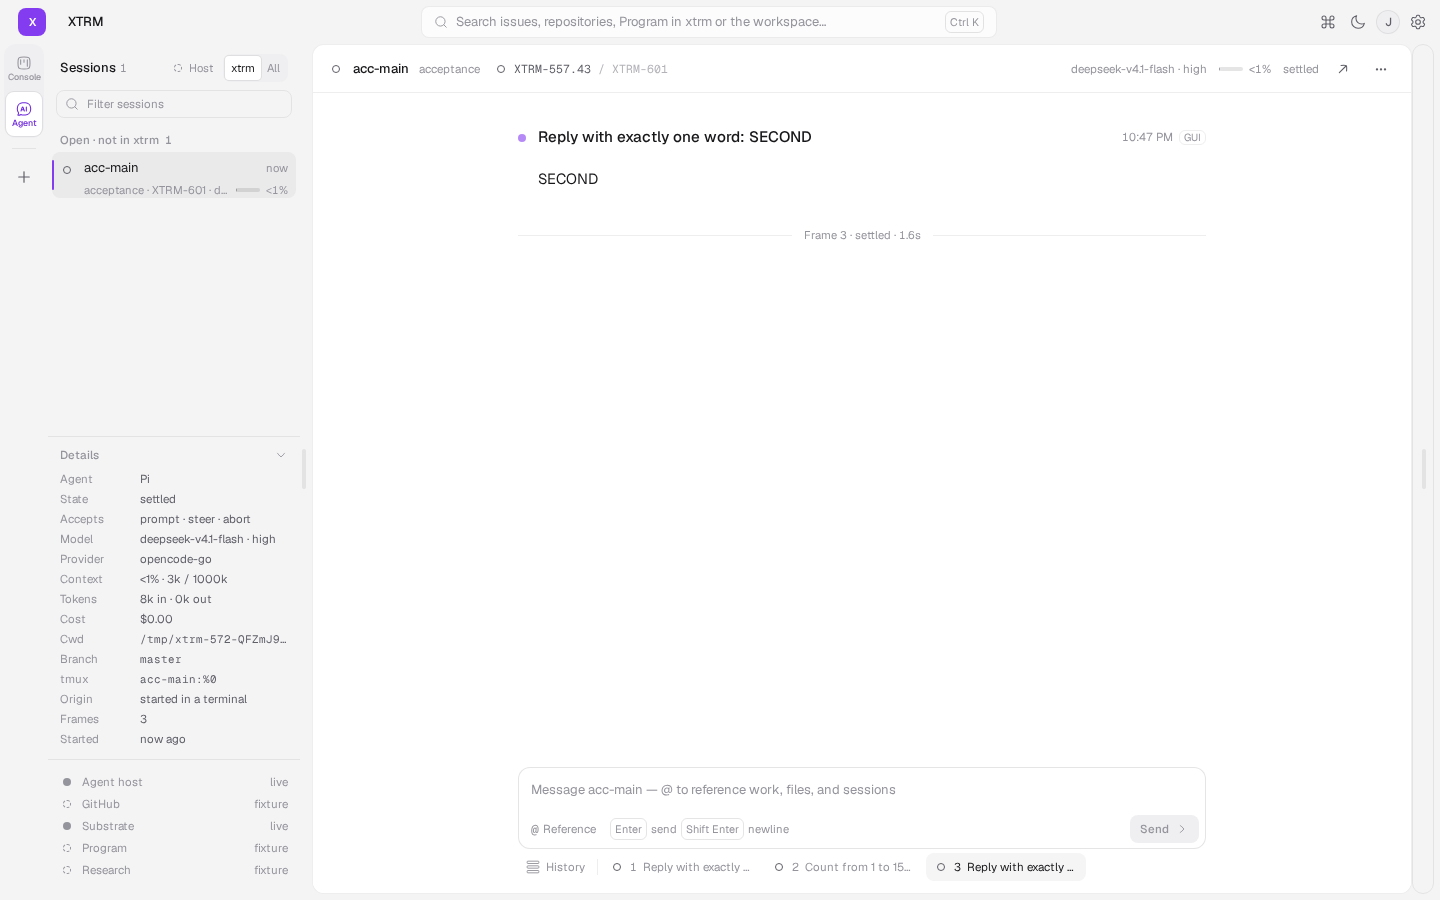 X XTRM Search issues, repositories, Program in xtrm or the workspace… Ctrl K J
Console
Agent
Sessions 1 Host xtrm All
Filter sessions
Open · not in xtrm 1
acc-main now
acceptance · XTRM-601 · d… <1%
Details
Agent Pi
State settled
Accepts prompt · steer · abort
Model deepseek-v4.1-flash · high
Provider opencode-go
Context <1% · 3k / 1000k
Tokens 8k in · 0k out
Cost $0.00
Cwd /tmp/xtrm-572-QFZmJ9…
Branch master
tmux acc-main:%0
Origin started in a terminal
Frames 3
Started now ago
Agent host live
GitHub fixture
Substrate live
Program fixture
Research fixture
acc-main acceptance XTRM-557.43 / XTRM-601 deepseek-v4.1-flash · high <1% settled
Reply with exactly one word: SECOND 10:47 PM GUI
SECOND
Frame 3 · settled · 1.6s
Message acc-main — @ to reference work, files, and sessions
@ Reference Enter send Shift Enter newline Send
History 1 Reply with exactly … 2 Count from 1 to 15… 3 Reply with exactly …